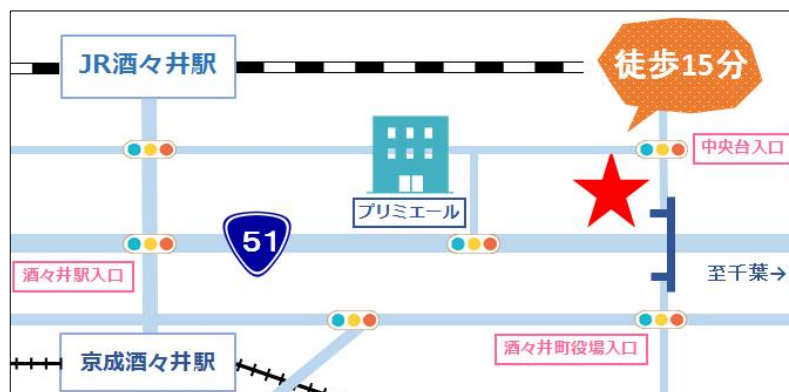 JR酒々井駅
徒歩15分
中央台入口
プリミエール
51
酒々井駅入口
至千葉→
京成酒々井駅
酒々井町役場入口